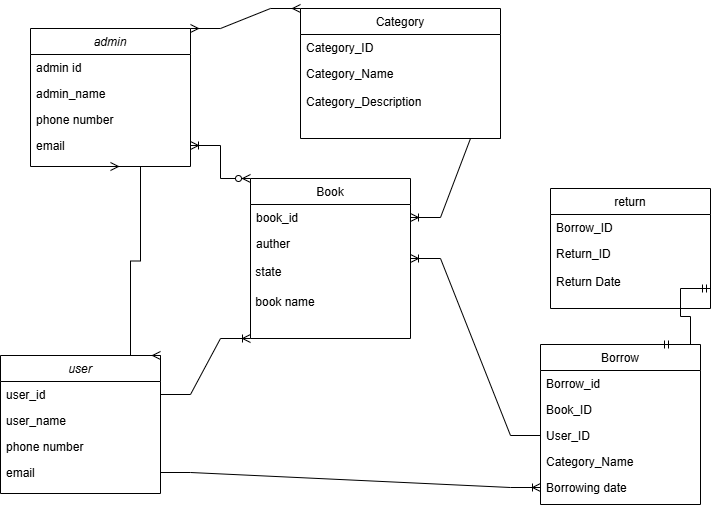 admin
admin id
admin_name
phone number
email
Category
Category_ID
Category_Name
Category_Description
Book
book_id
auther
state
book name
return
Borrow_ID
Return_ID
Return Date
user
user_id
user_name
phone number
email
Borrow
Borrow_id
Book_ID
User_ID
Category_Name
Borrowing date